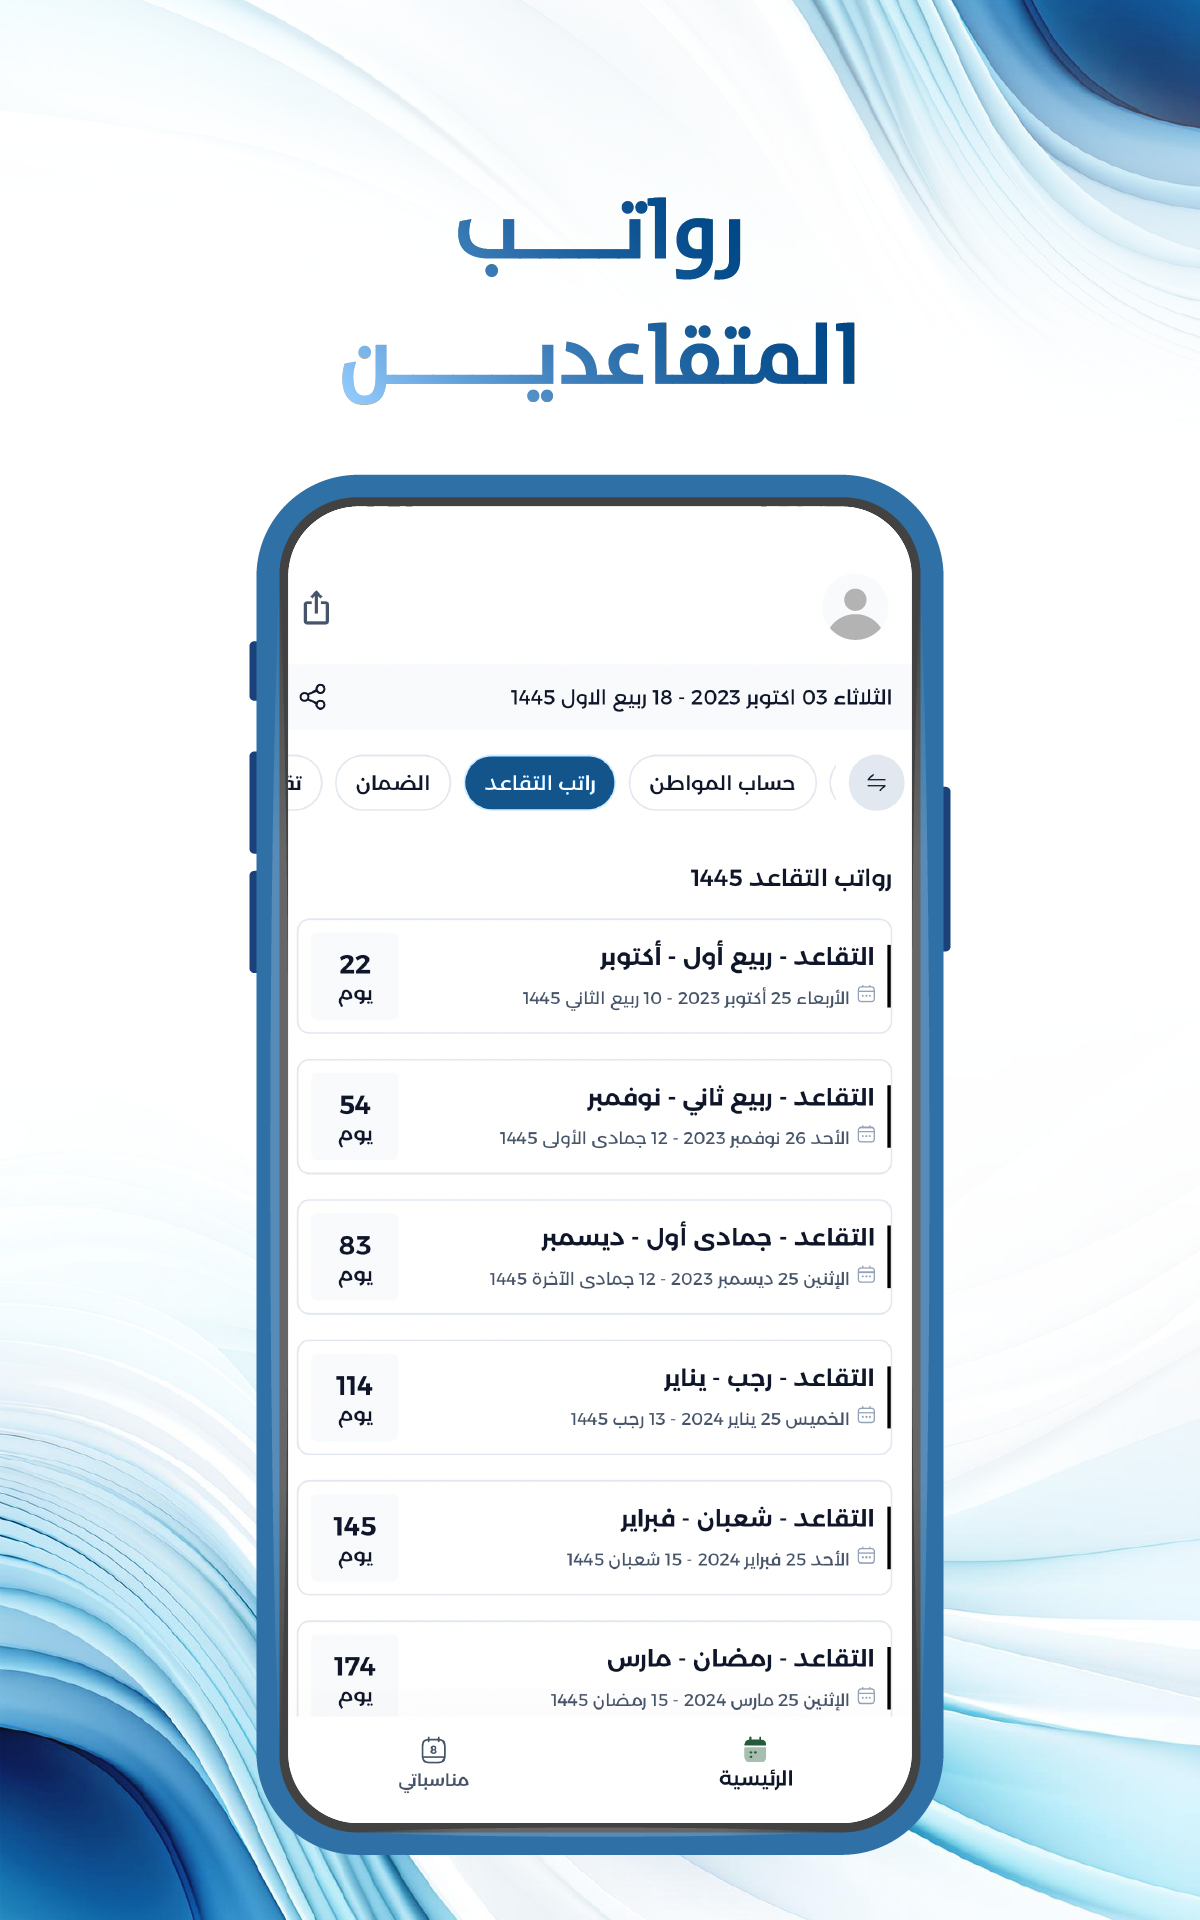 رواتب
المتقاعدين
الثلاثاء 03 اكتوبر 2023 - 18 ربيع الاول 1445
حساب المواطن
راتب التقاعد
الضمان
تق
رواتب التقاعد 1445
التقاعد - ربيع أول - أكتوبر
الأربعاء 25 أكتوبر 2023 - 10 ربيع الثاني 1445
22
يوم
التقاعد - ربيع ثاني - نوفمبر
الأحد 26 نوفمبر 2023 - 12 جمادى الأولى 1445
54
يوم
التقاعد - جمادى أول - ديسمبر
الإثنين 25 ديسمبر 2023 - 12 جمادى الآخرة 1445
83
يوم
التقاعد - رجب - يناير
الخميس 25 يناير 2024 - 13 رجب 1445
114
يوم
التقاعد - شعبان - فبراير
الأحد 25 فبراير 2024 - 15 شعبان 1445
145
يوم
التقاعد - رمضان - مارس
الإثنين 25 مارس 2024 - 15 رمضان 1445
174
يوم
الرئيسية
8
مناسباتي